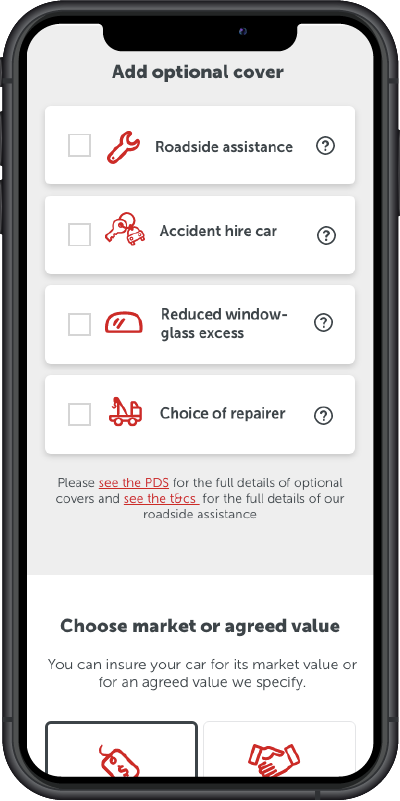 Add optional cover
Roadside assistance
?
Accident hire car
?
Reduced window-
?
glass excess
Choice of repairer
?
Please see the PDS for the full details of optional
covers and see the t&cs for the full details of our
roadside assistance
Choose market or agreed value
You can insure your car for its market value or
for an agreed value we specify.